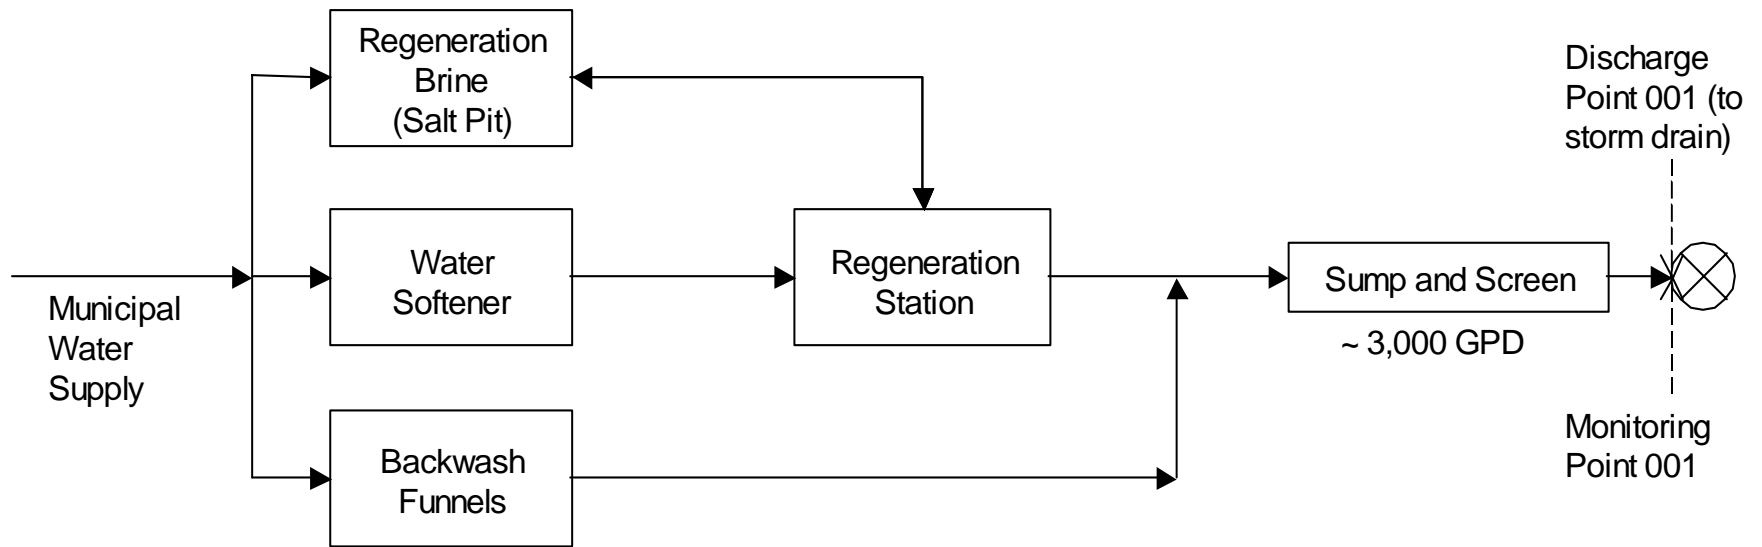 Municipal
Water
Supply
Regeneration
Brine
(Salt Pit)
Water
Softener
Backwash
Funnels
Regeneration
Station
Sump and Screen
~ 3,000 GPD
Discharge
Point 001 (to
storm drain)
Monitoring
Point 001